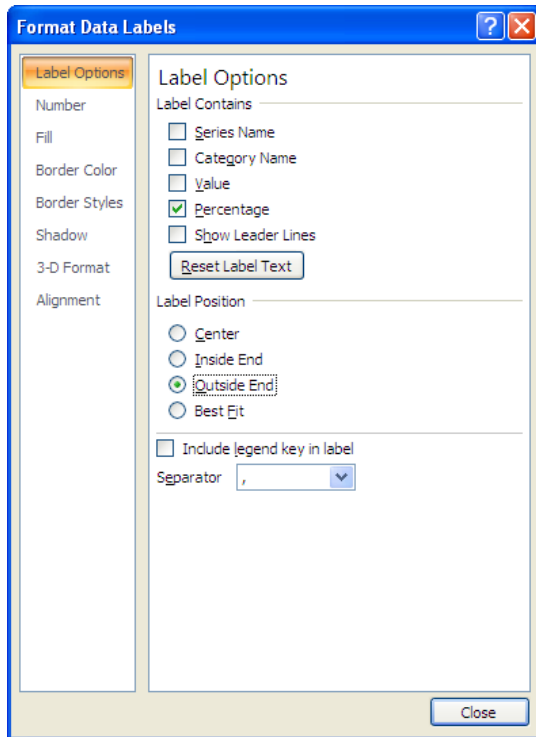 Format Data Labels
Label Options
Number
Fill
Border Color
Border Styles
Shadow
3-D Format
Alignment
Label Options
Label Contains
Series Name
Category Name
Value
Percentage
Show Leader Lines
Reset Label Text
Label Position
Center
Inside End
Outside End
Best Fit
Include legend key in label
Separator ,
Close